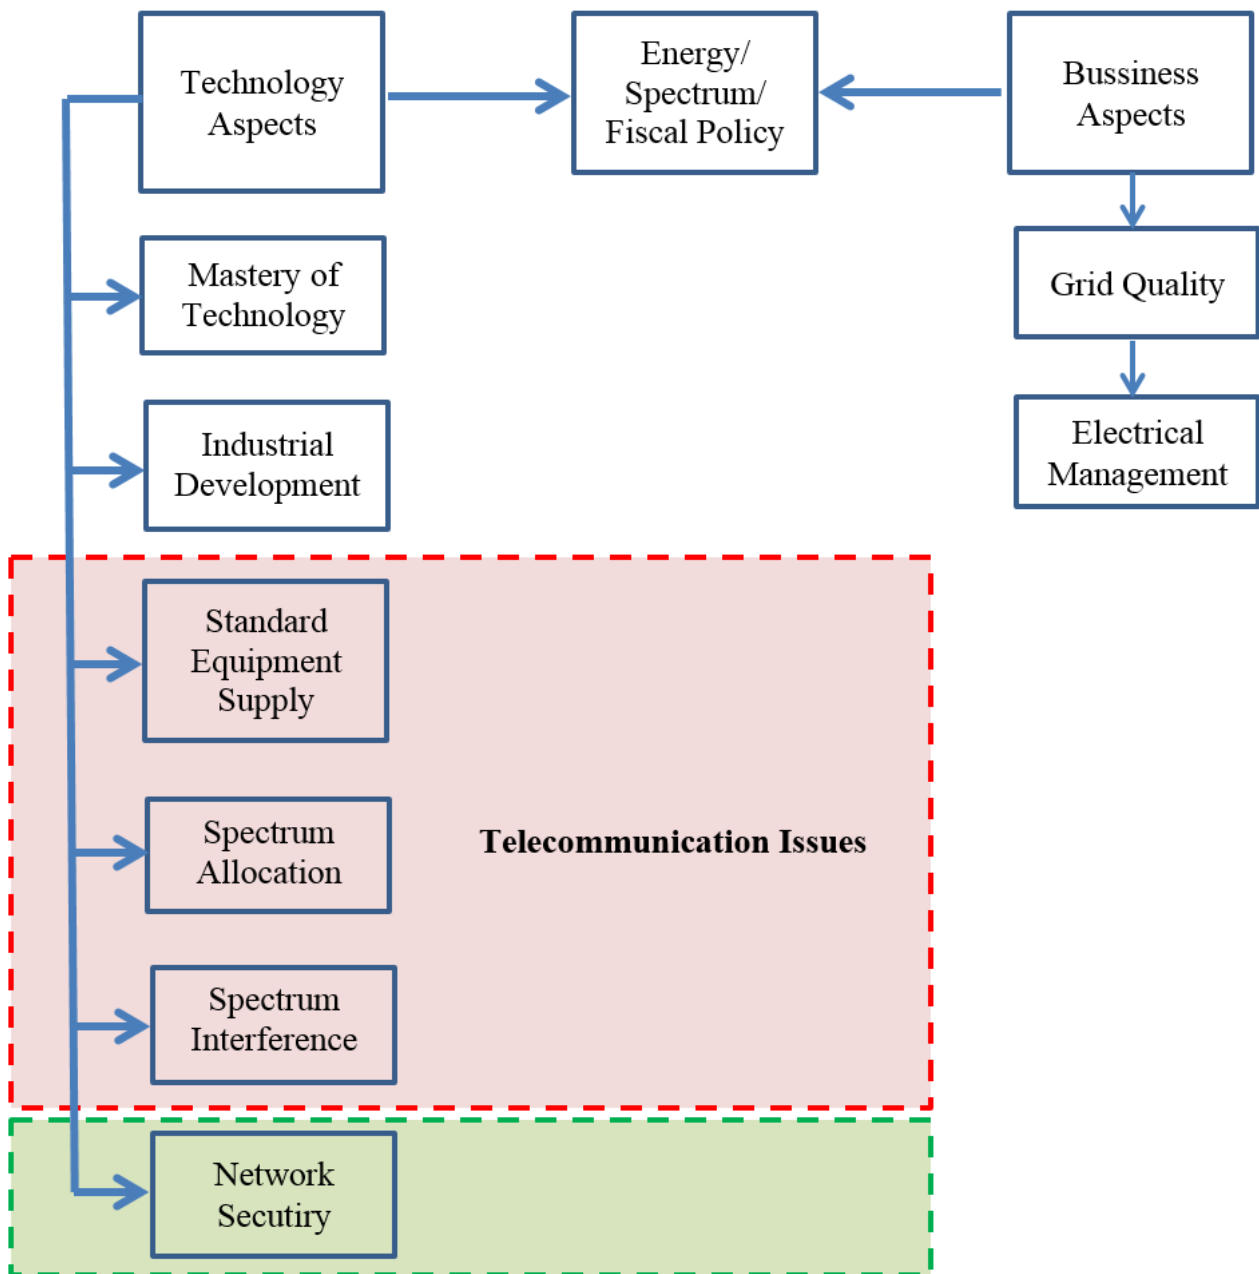 Technology
Aspects
Energy/
Spectrum/
Fiscal Policy
Bussiness
Aspects
Mastery of
Technology
Grid Quality
Industrial
Development
Electrical
Management
Standard
Equipment
Supply
Spectrum
Allocation
Telecommunication Issues
Spectrum
Interference
Network
Secutiry